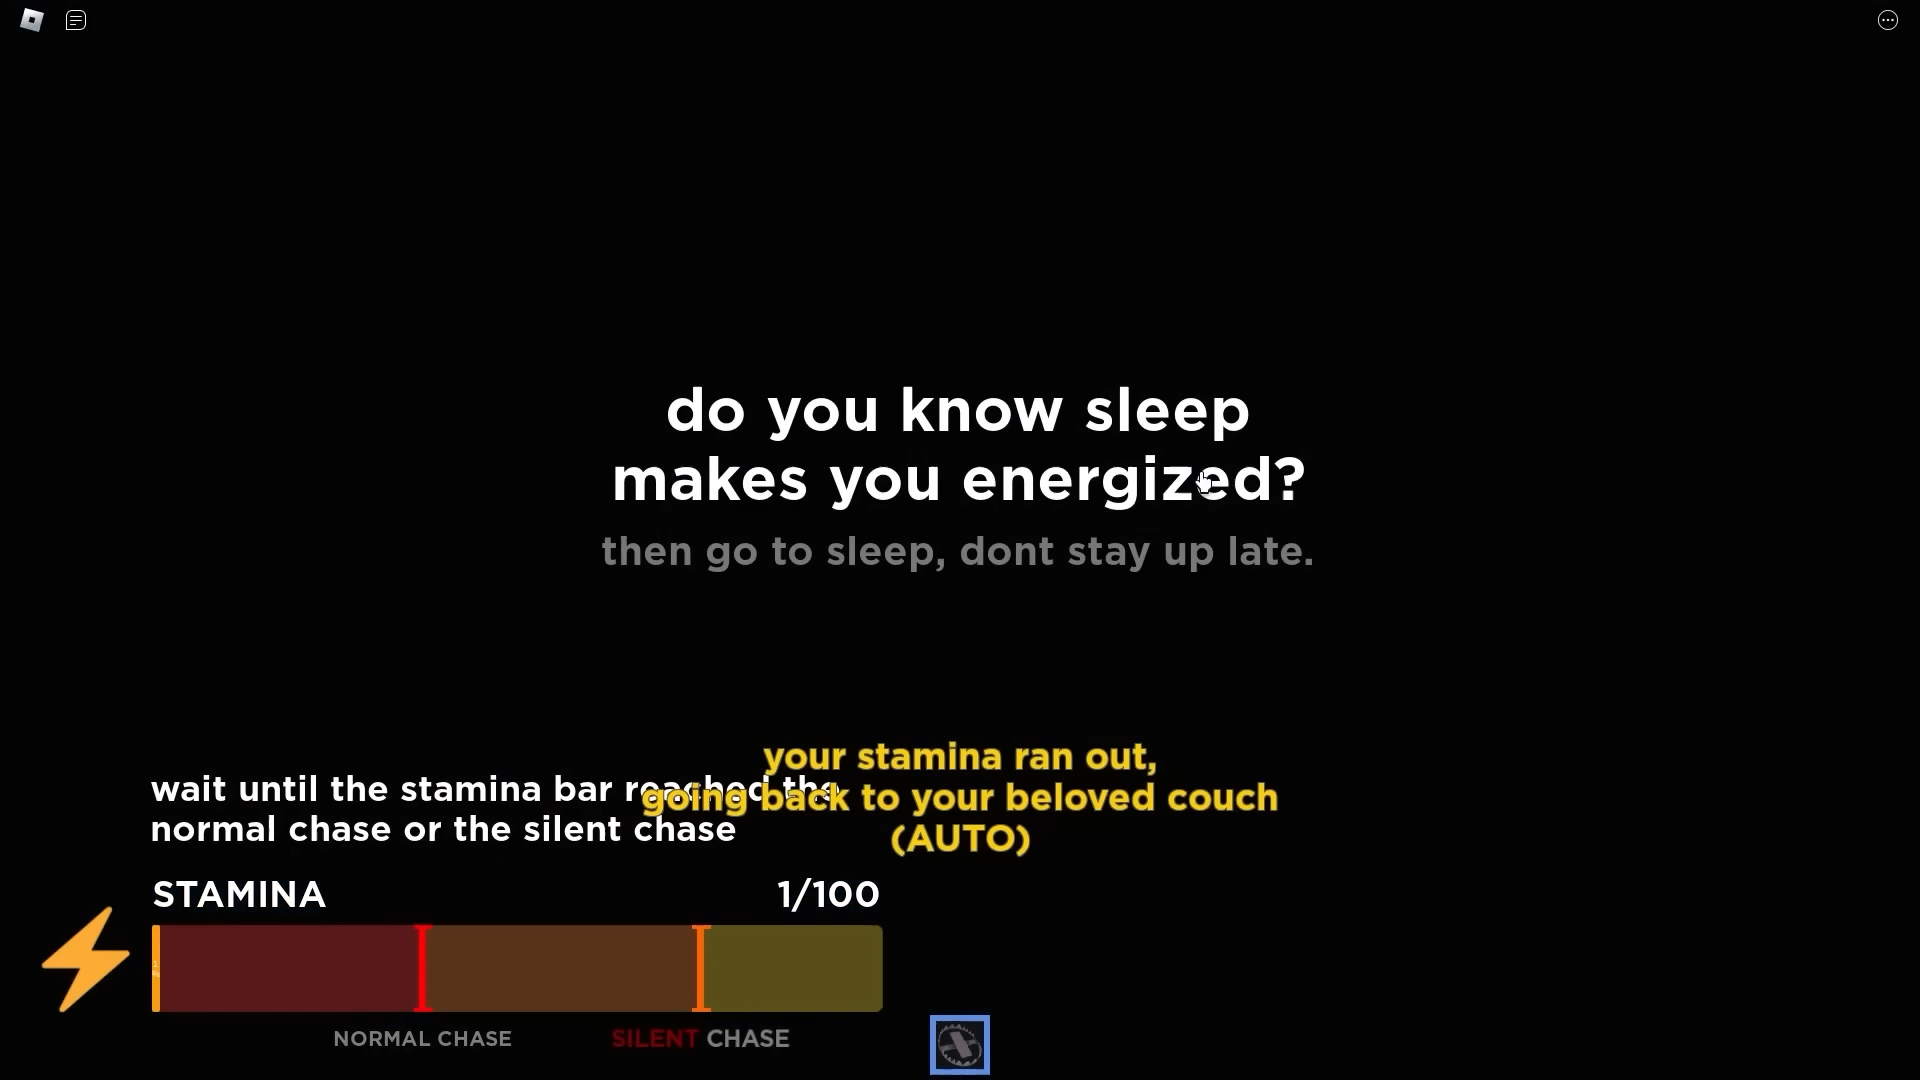 do you know sleep
makes you energized?
then go to sleep, dont stay up late.
your stamina ran out,
going back to your beloved couch
(AUTO)
wait until the stamina bar reached the
normal chase or the silent chase
STAMINA
1/100
NORMAL CHASE
SILENT CHASE